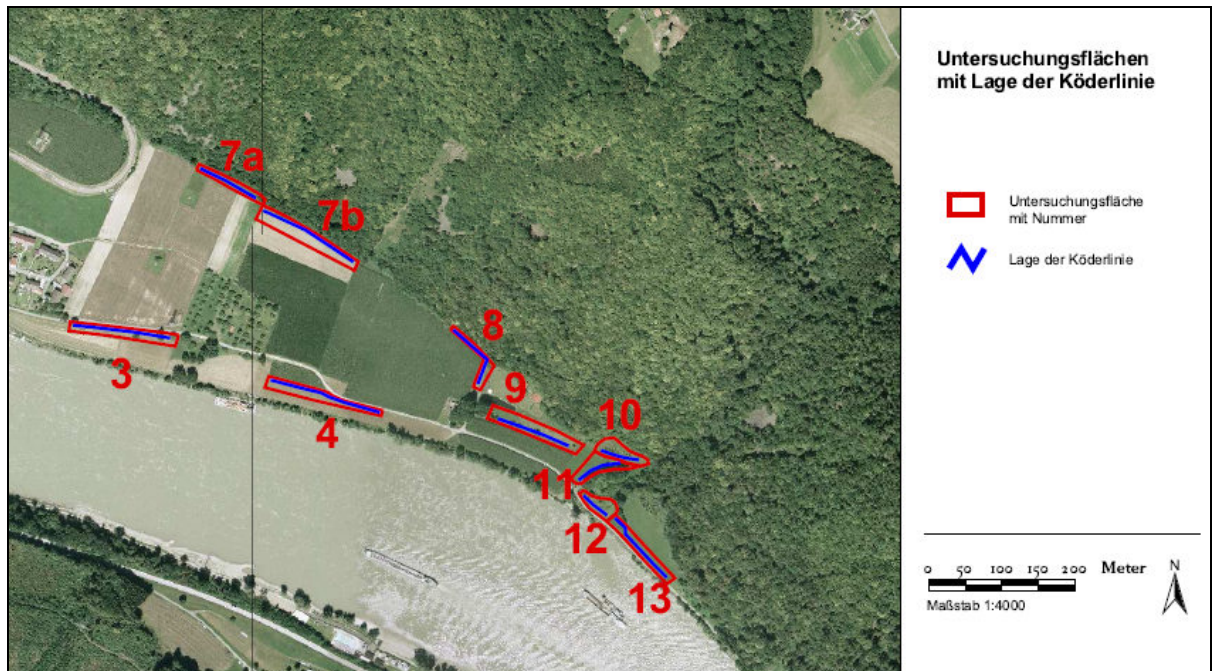 7a
7b
3
4
8
9
10
11
12
13
Untersuchungsflächen
mit Lage der Köderlinie
Untersuchungsfläche
mit Nummer
Lage der Köderlinie
0 50 100 150 200 Meter
N
Maßstab 1:4000